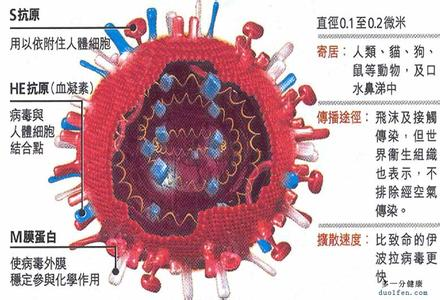 S抗原
用以依附住人體細胞
HE抗原（血凝素）
病毒與
人體細胞
結合點
M膜蛋白
使病毒外膜
穩定參與化學作用
直徑0.1至0.2微米
寄居：人類、貓、狗、
鼠等動物，及口
水鼻涕中
傳播途徑：飛沫及接觸
傳染，但世
界衞生組織
也表示，不
排除經空氣
傳染。
擴散速度：比致命的伊
波拉病毒更
快
多一分健康
duo1fen.com